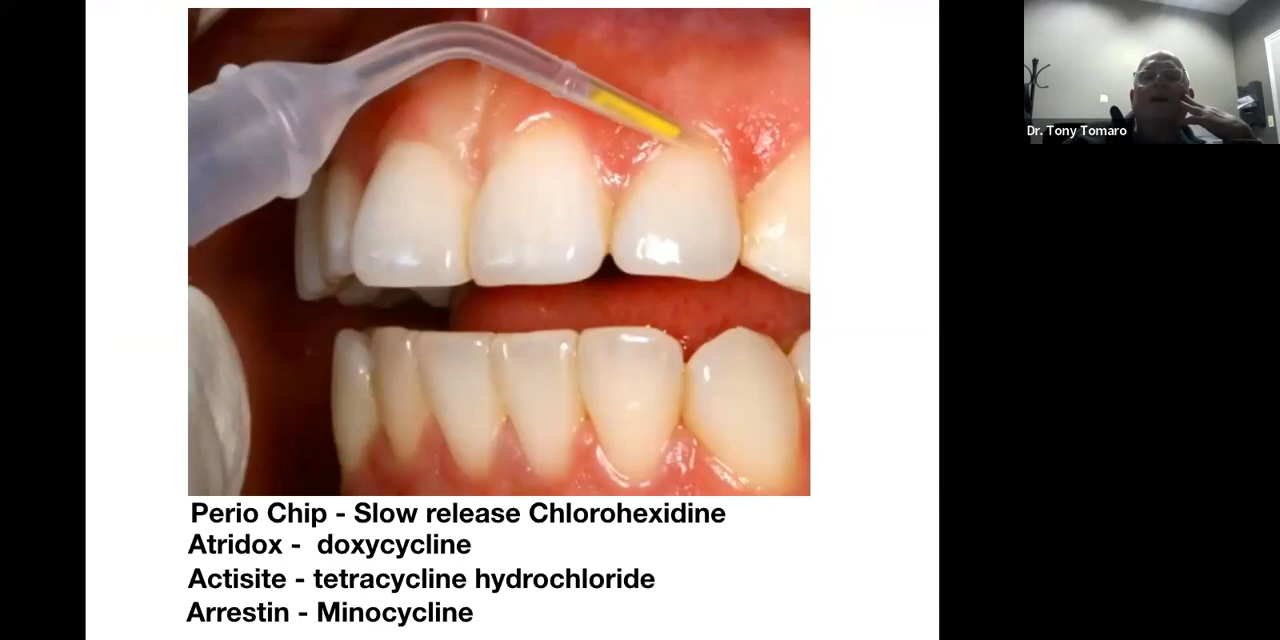 Dr. Tony Tomaro
Perio Chip - Slow release Chlorohexidine
Atridox - doxycycline
Actisite - tetracycline hydrochloride
Arrestin - Minocycline